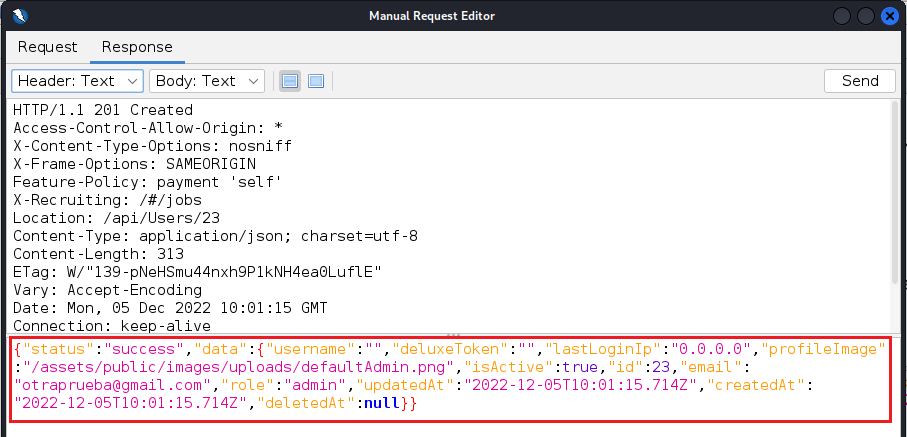 Manual Request Editor
Request Response
Header: Text Body: Text Send
HTTP/1.1 201 Created
Access-Control-Allow-Origin: *
X-Content-Type-Options: nosniff
X-Frame-Options: SAMEORIGIN
Feature-Policy: payment 'self'
X-Recruiting: /#/jobs
Location: /api/Users/23
Content-Type: application/json; charset=utf-8
Content-Length: 313
ETag: W/"139-pNeHSmu44nxh9P1kNH4ea0LuflE"
Vary: Accept-Encoding
Date: Mon, 05 Dec 2022 10:01:15 GMT
Connection: keep-alive
{"status":"success","data":{"username":"","deluxeToken":"","lastLoginIp":"0.0.0.0","profileImage"
:"/assets/public/images/uploads/defaultAdmin.png","isActive":true,"id":23,"email":
"otraprueba@gmail.com","role":"admin","updatedAt":"2022-12-05T10:01:15.714Z","createdAt":
"2022-12-05T10:01:15.714Z","deletedAt":null}}